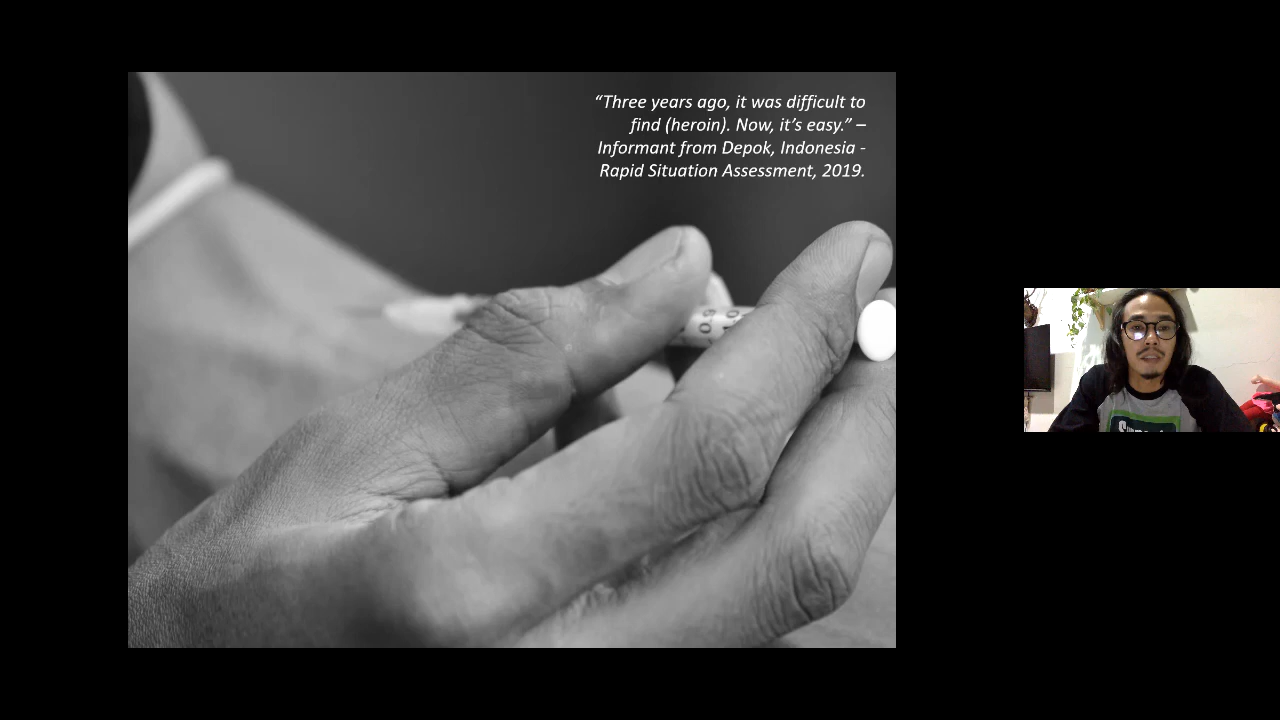 “Three years ago, it was difficult to
find (heroin). Now, it’s easy.” –
Informant from Depok, Indonesia -
Rapid Situation Assessment, 2019.